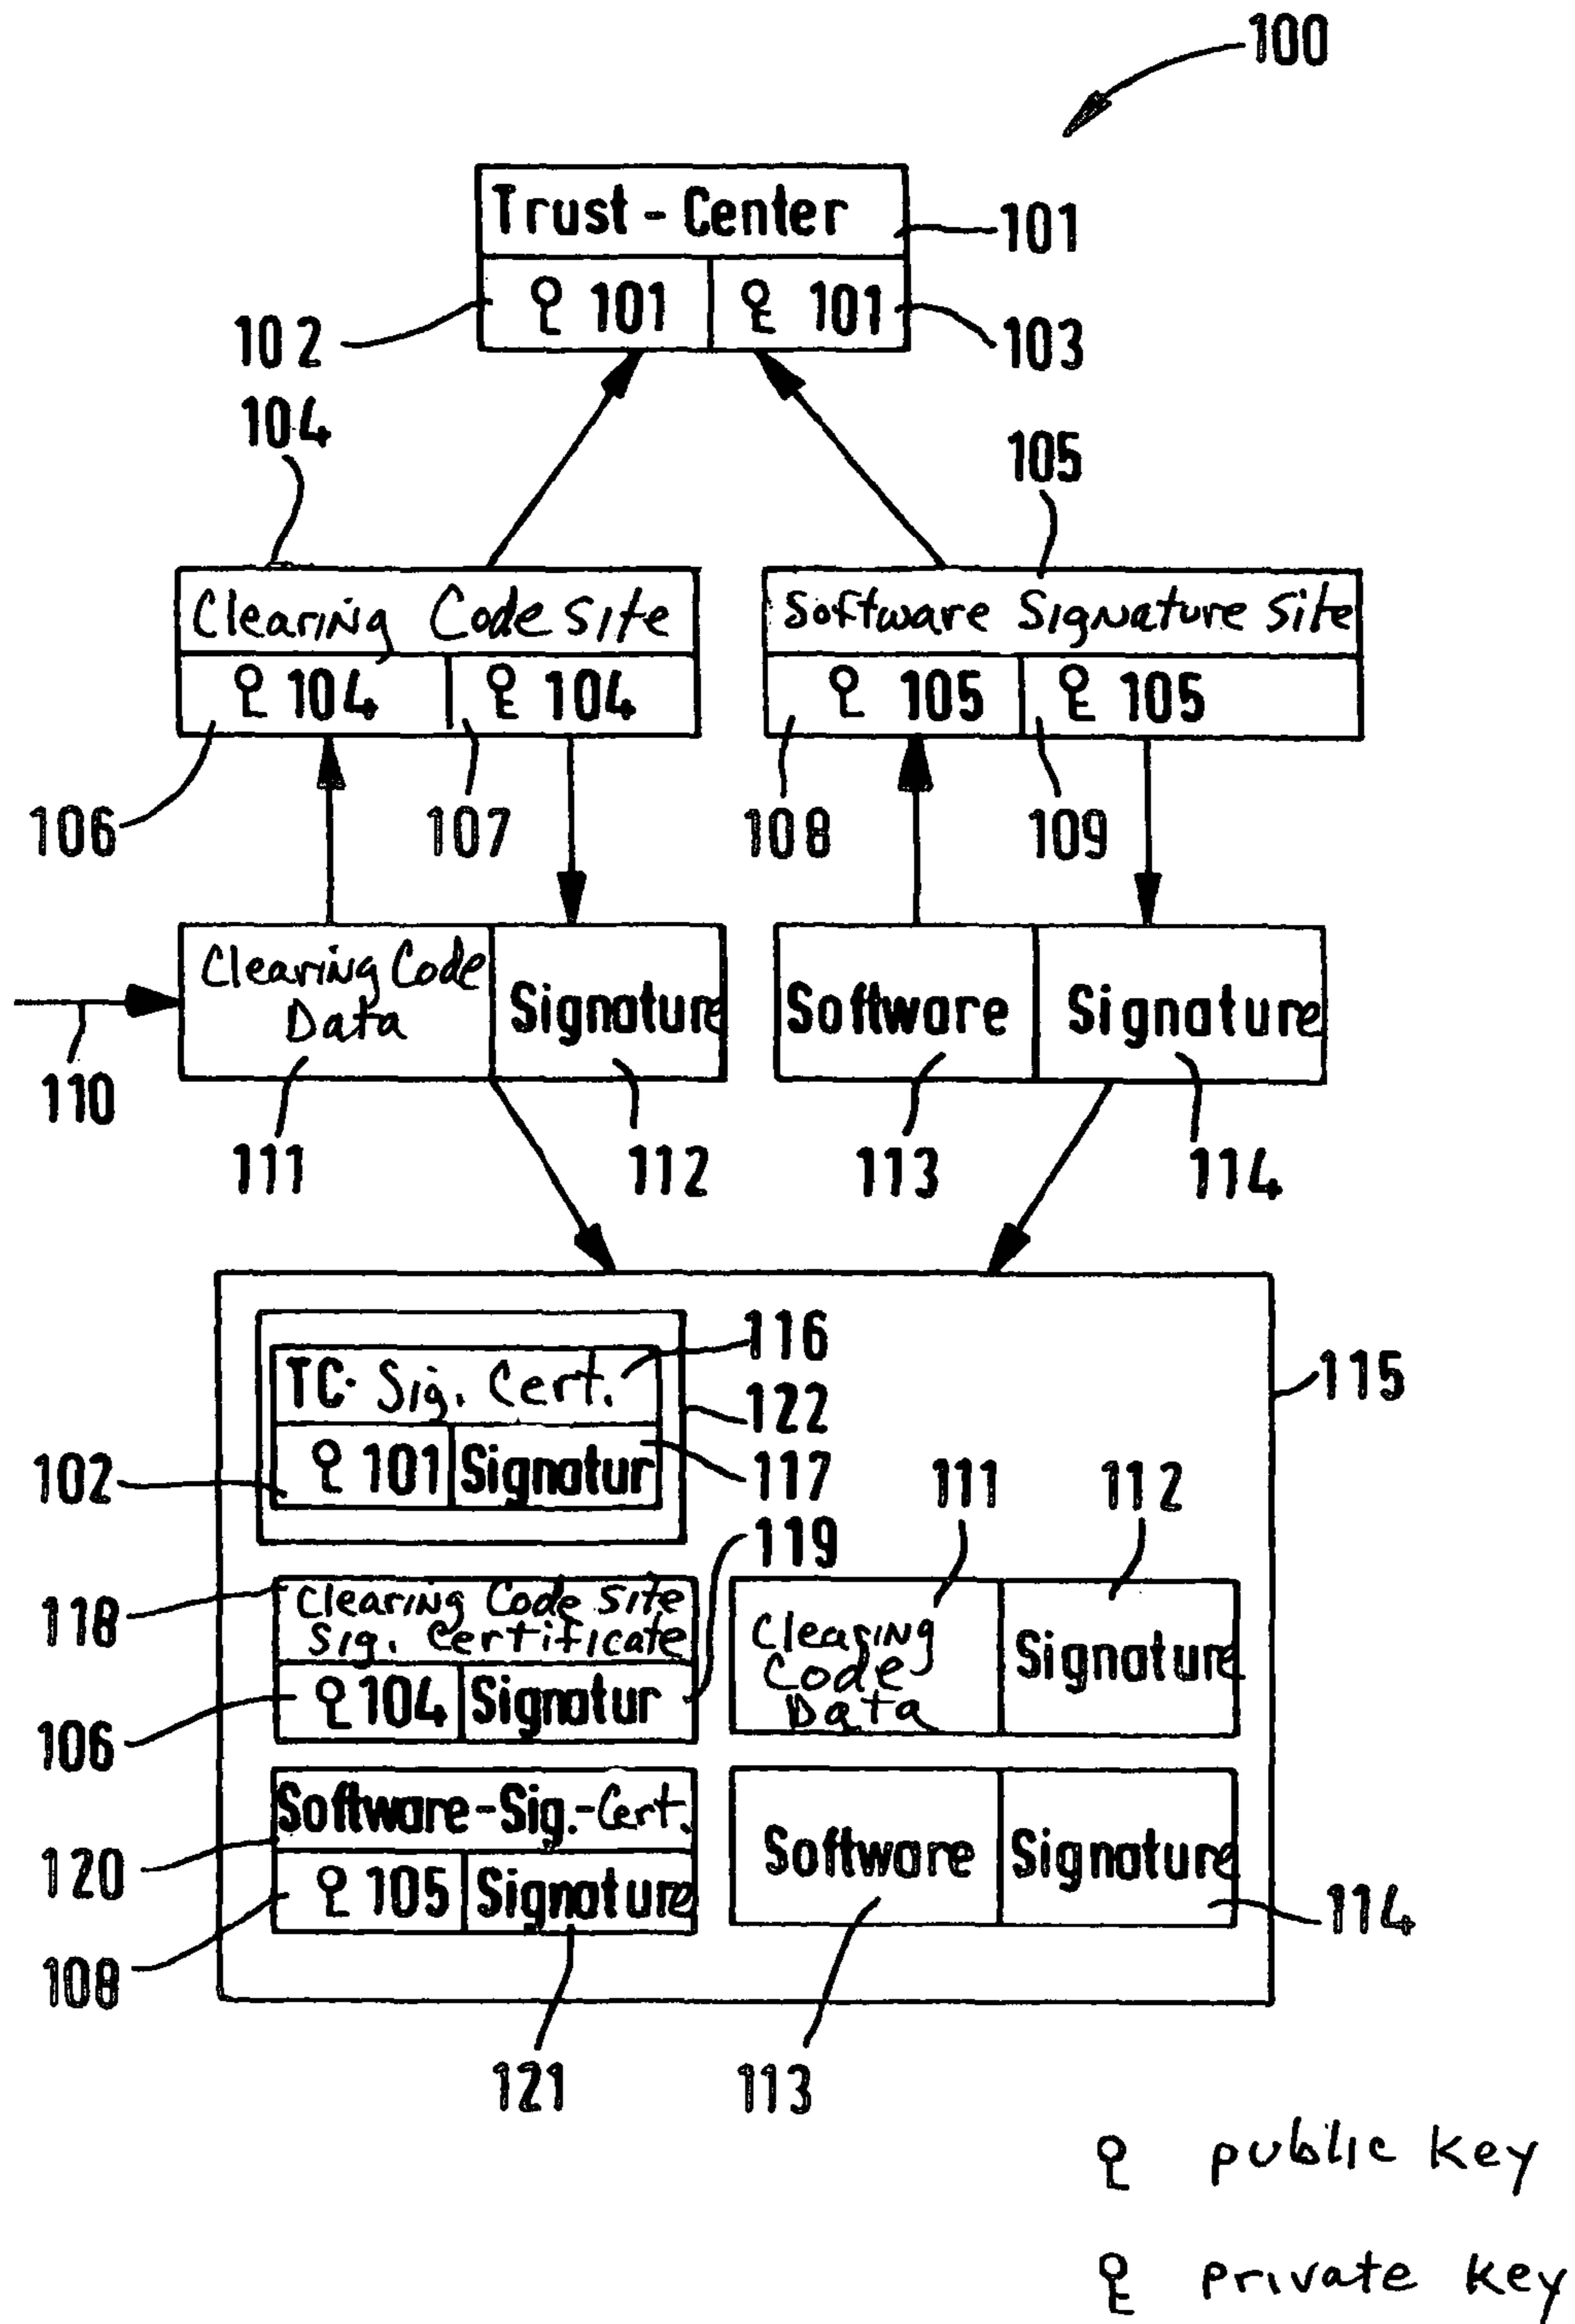 100
Trust - Center
101
101
101
102
103
104
105
Clearing Code Site
Software Signature Site
104
104
105
105
106
107
108
109
Clearing Code
Data
Signature
Software
Signature
110
111
112
113
114
116
TC. Sig. Cert.
115
122
101
Signatur
102
117
111
112
119
118
Clearing Code Site
Sig. Certificate
Clearing
Code
Data
Signature
104
Signatur
106
Software-Sig.-Cert.
Software
Signature
120
105
Signature
114
108
121
113
public key
private key